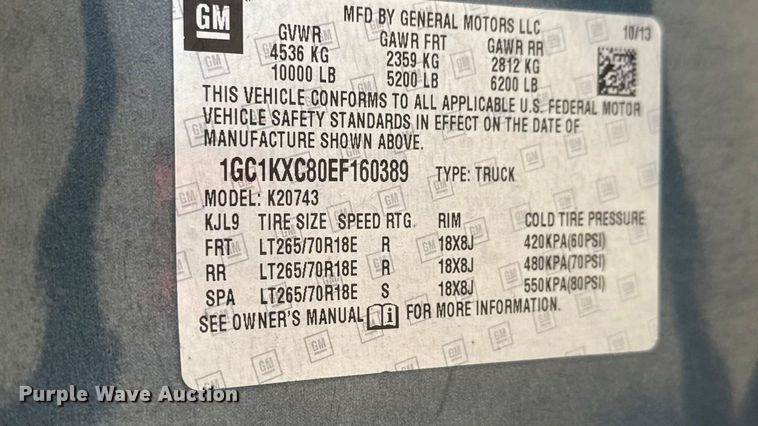 GM
MFD BY GENERAL MOTORS LLC
10/13
GVWR GAWR FRT GAWR RR
4536 KG 2359 KG 2812 KG
10000 LB 5200 LB 6200 LB
THIS VEHICLE CONFORMS TO ALL APPLICABLE U.S. FEDERAL MOTOR
VEHICLE SAFETY STANDARDS IN EFFECT ON THE DATE OF
MANUFACTURE SHOWN ABOVE.
1GC1KXC80EF160389 TYPE: TRUCK
MODEL: K20743
KJL9 TIRE SIZE SPEED RTG. RIM COLD TIRE PRESSURE
FRT LT265/70R18E R 18X8J 420KPA(60PSI)
RR LT265/70R18E R 18X8J 480KPA(70PSI)
SPA LT265/70R18E S 18X8J 550KPA(80PSI)
SEE OWNER'S MANUAL FOR MORE INFORMATION.
Purple Wave Auction